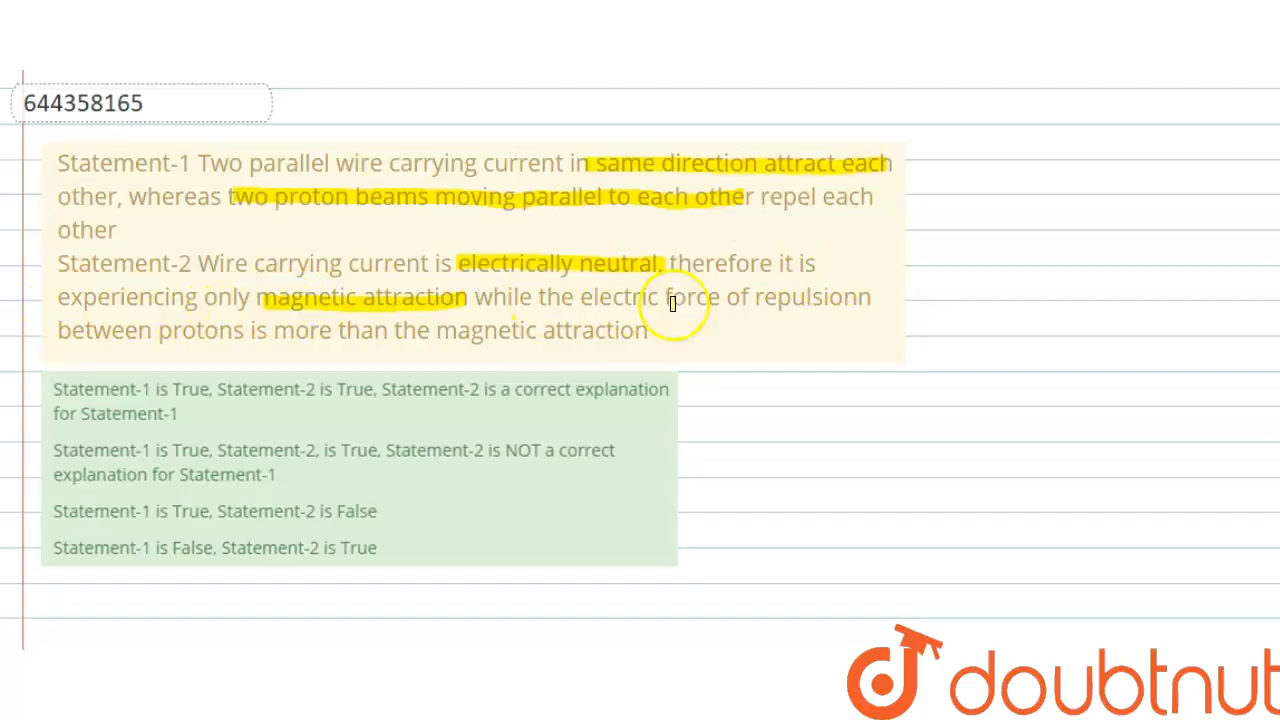 644358165
Statement-1 Two parallel wire carrying current in same direction attract each
other, whereas two proton beams moving parallel to each other repel each
other
Statement-2 Wire carrying current is electrically neutral. therefore it is
experiencing only magnetic attraction while the electric force of repulsionn
between protons is more than the magnetic attraction
Statement-1 is True, Statement-2 is True, Statement-2 is a correct explanation
for Statement-1
Statement-1 is True, Statement-2, is True, Statement-2 is NOT a correct
explanation for Statement-1
Statement-1 is True, Statement-2 is False
Statement-1 is False, Statement-2 is True
doubtnut